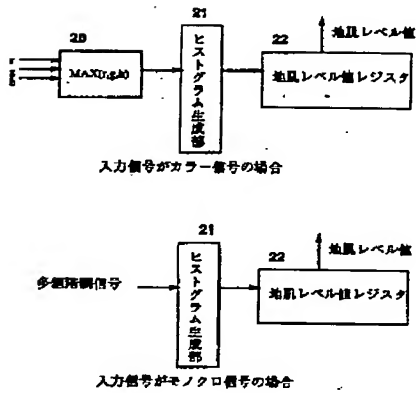 20
21
22
地肌レベル値
MAX(r,g,b)
ヒストグラム生成部
地肌レベル値レジスタ
入力信号がカラー信号の場合
21
22
地肌レベル値
多値階調信号
ヒストグラム生成部
地肌レベル値レジスタ
入力信号がモノクロ信号の場合